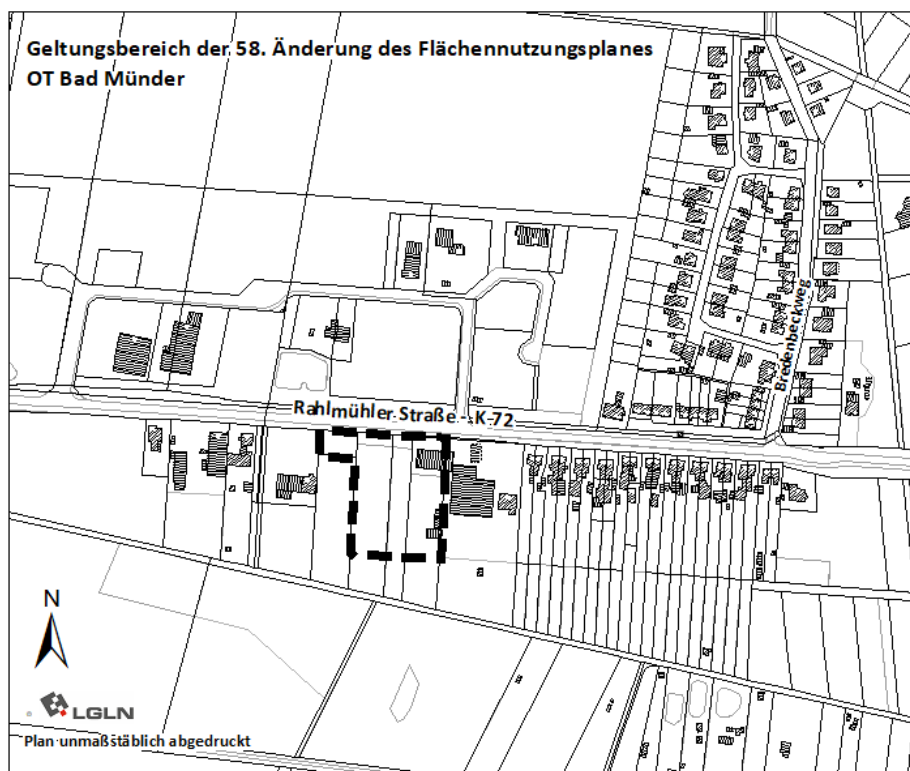 Geltungsbereich der 58. Änderung des Flächennutzungsplanes
OT Bad Münder
Bredenbeckweg
Rahlmühler Straße - K 72
N
LGLN
Plan unmaßstäblich abgedruckt